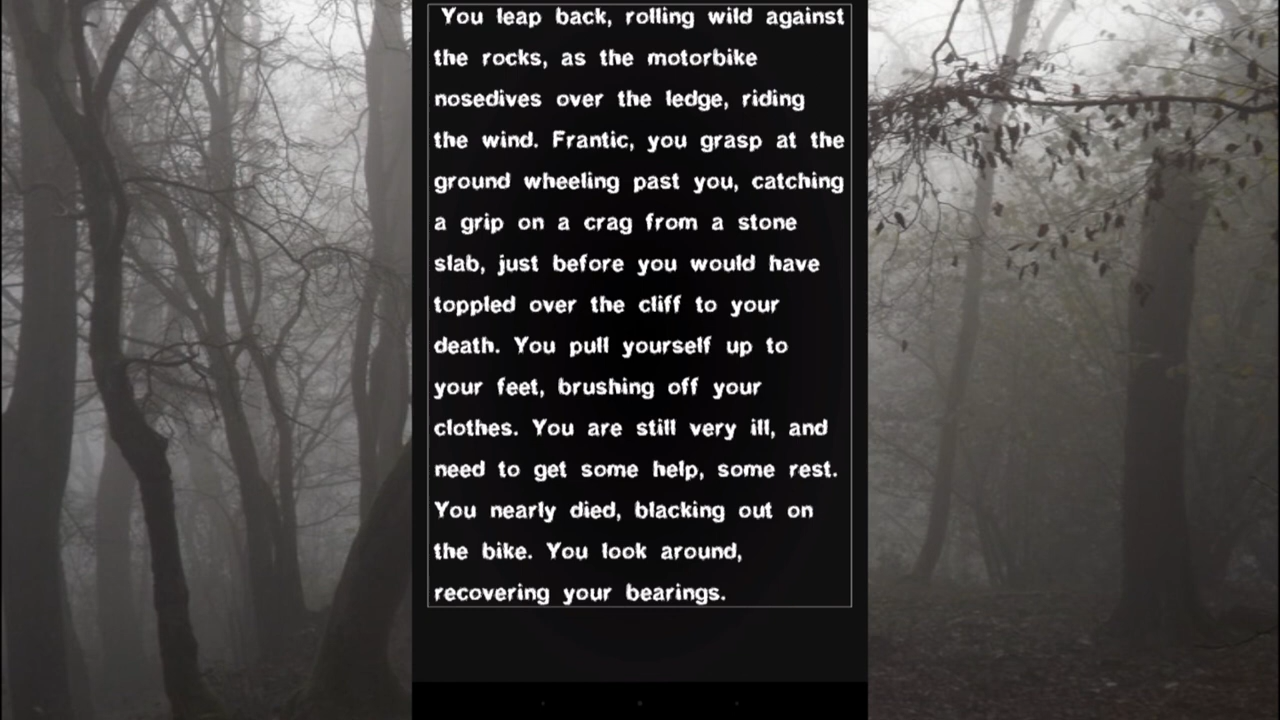 You leap back, rolling wild against
the rocks, as the motorbike
nosedives over the ledge, riding
the wind. Frantic, you grasp at the
ground wheeling past you, catching
a grip on a crag from a stone
slab, just before you would have
toppled over the cliff to your
death. You pull yourself up to
your feet, brushing off your
clothes. You are still very ill, and
need to get some help, some rest.
You nearly died, blacking out on
the bike. You look around,
recovering your bearings.